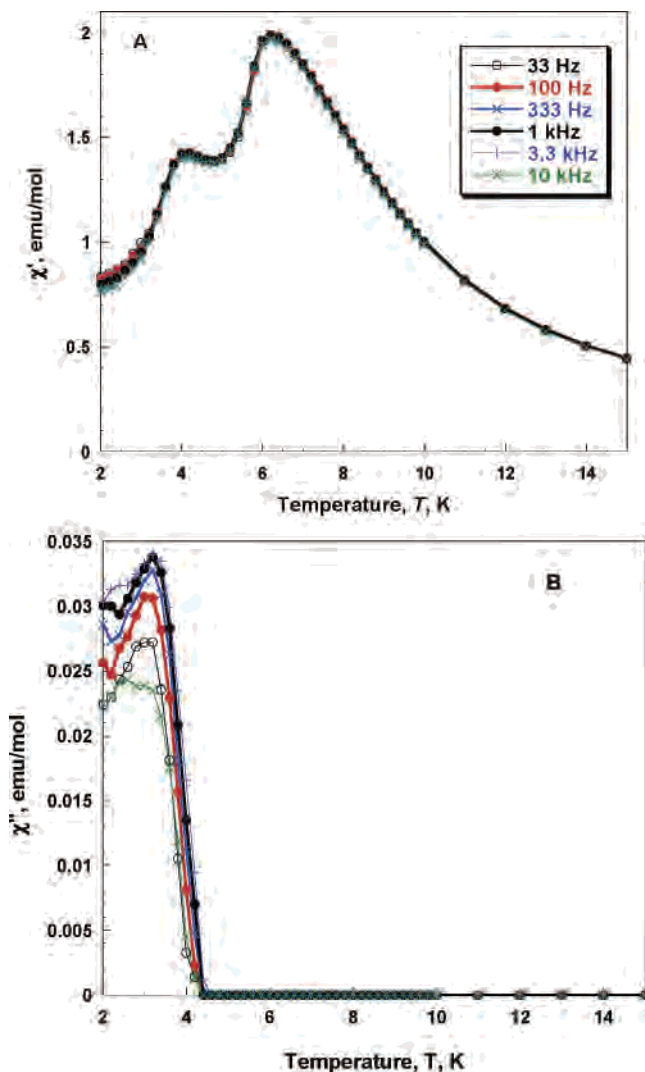 A
33 Hz
100 Hz
333 Hz
1 kHz
3.3 kHz
10 kHz
2
1.5
1
0.5
0
χ', emu/mol
2 4 6 8 10 12 14
Temperature, T, K
B
0.035
0.03
0.025
0.02
0.015
0.01
0.005
0
χ", emu/mol
2 4 6 8 10 12 14
Temperature, T, K